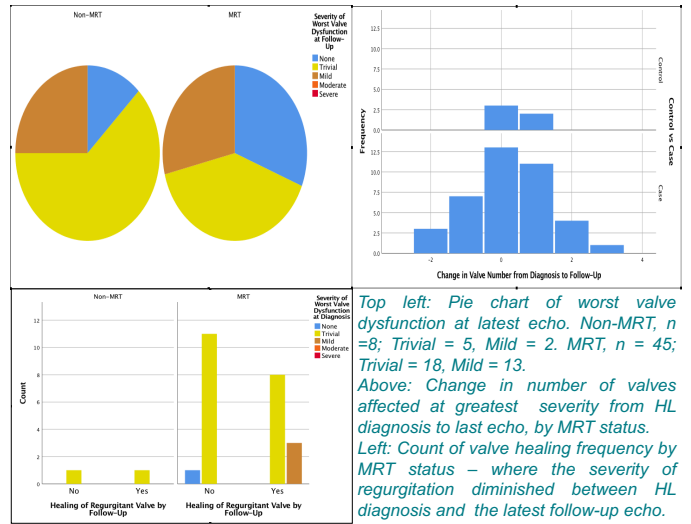 Non-MRT
MRT
Severity of
Worst Valve
Dysfunction
at Follow-
Up
None
Trivial
Mild
Moderate
Severe
Frequency
12.5
10.0
7.5
5.0
2.5
0.0
12.5
10.0
7.5
5.0
2.5
0.0
Control
Case
Control vs Case
-2
0
2
4
Change in Valve Number from Diagnosis to Follow-Up
Non-MRT
MRT
Severity of
Worst Valve
Dysfunction
at Diagnosis
None
Trivial
Mild
Moderate
Severe
Count
12
10
8
6
4
2
0
No
Yes
No
Yes
Healing of Regurgitant Valve by
Follow-Up
Healing of Regurgitant Valve by
Follow-Up
Top left: Pie chart of worst valve
dysfunction at latest echo. Non-MRT, n
=8; Trivial = 5, Mild = 2. MRT, n = 45;
Trivial = 18, Mild = 13.
Above: Change in number of valves
affected at greatest severity from HL
diagnosis to last echo, by MRT status.
Left: Count of valve healing frequency by
MRT status – where the severity of
regurgitation diminished between HL
diagnosis and the latest follow-up echo.